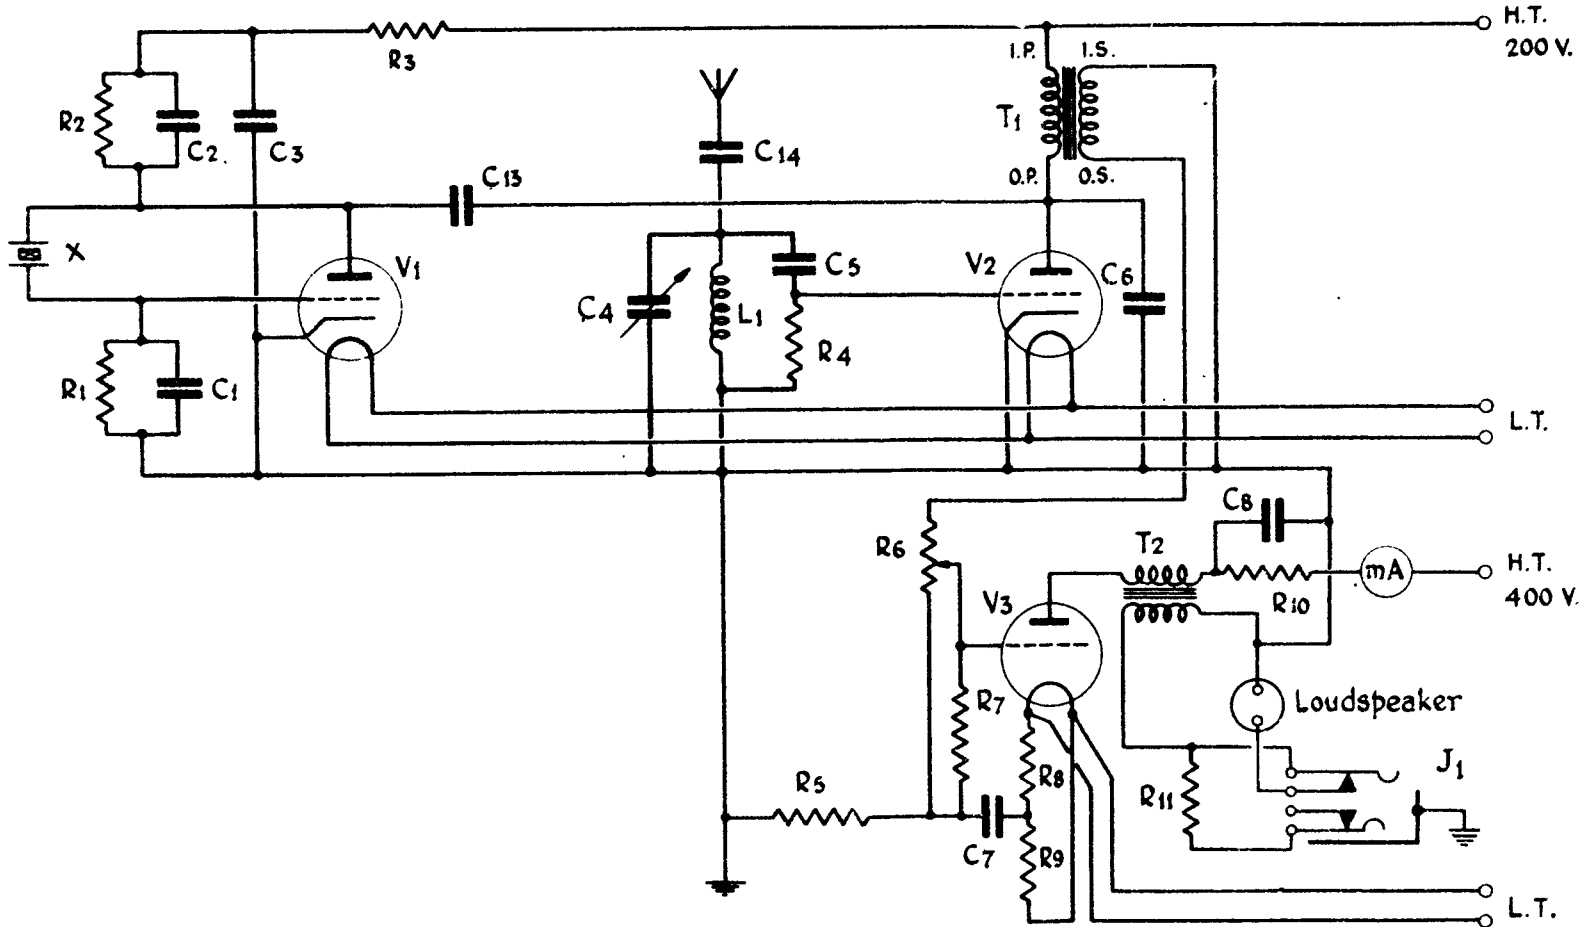 H.T.
200 V.
R3
I.P.
I.S.
T1
O.P.
O.S.
R2
C2
C3
C14
C13
X
V1
C5
V2
C6
C4
L1
R4
R1
C1
L.T.
C8
R6
T2
H.T.
400 V.
mA
R10
V3
R7
Loudspeaker
R5
R8
R11
J1
C7
R9
L.T.